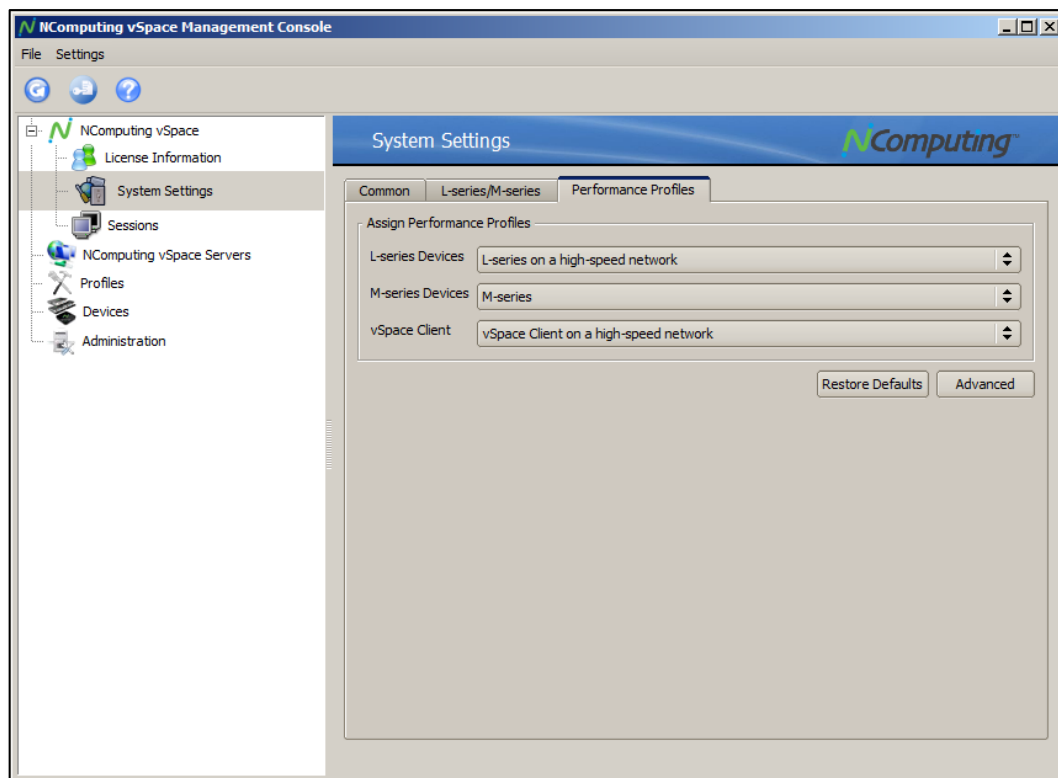 NComputing vSpace Management Console
File Settings
NComputing vSpace
License Information
System Settings
Sessions
NComputing vSpace Servers
Profiles
Devices
Administration
System Settings
NComputing™
Common L-series/M-series Performance Profiles
Assign Performance Profiles
L-series Devices L-series on a high-speed network
M-series Devices M-series
vSpace Client vSpace Client on a high-speed network
Restore Defaults Advanced